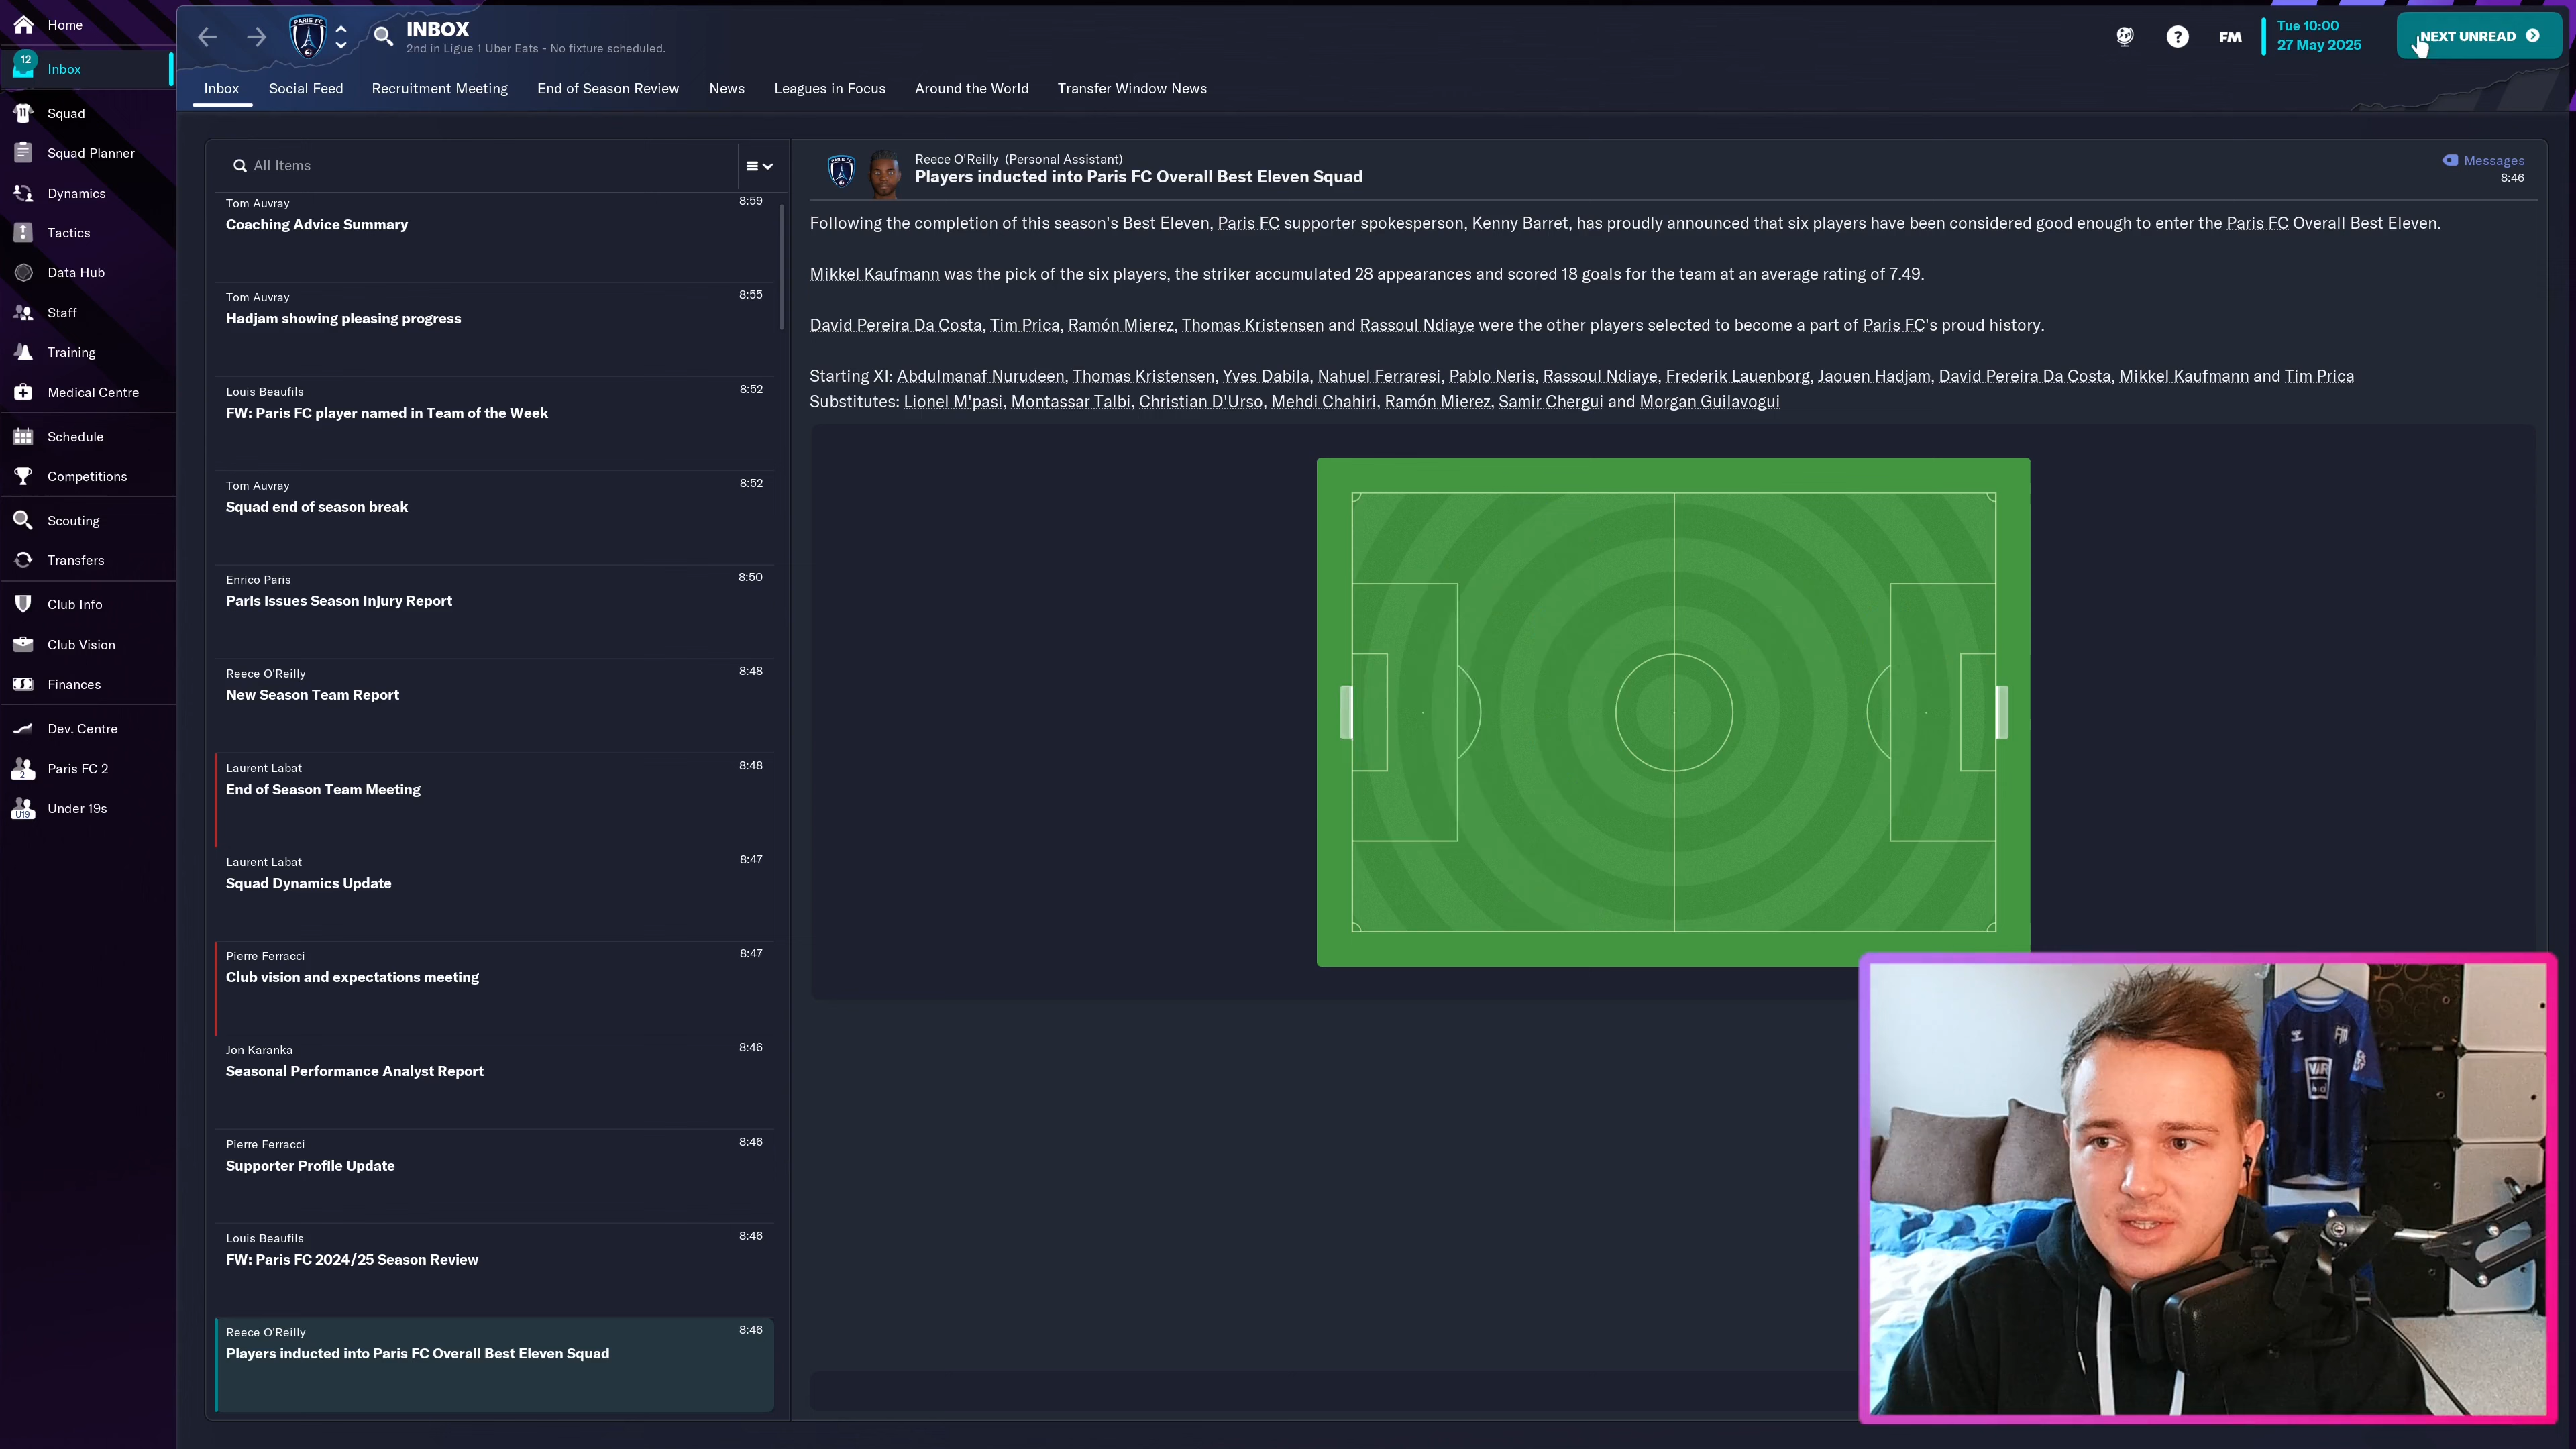 Home
12
Inbox
11
Squad
Squad Planner
Dynamics
Tactics
Data Hub
Staff
Training
Medical Centre
Schedule
Competitions
Scouting
Transfers
Club Info
Club Vision
Finances
Dev. Centre
2
Paris FC 2
U19
Under 19s
PARIS FC
INBOX
2nd in Ligue 1 Uber Eats - No fixture scheduled.
?
FM
Tue 10:00
27 May 2025
NEXT UNREAD
Inbox
Social Feed
Recruitment Meeting
End of Season Review
News
Leagues in Focus
Around the World
Transfer Window News
All Items
Tom Auvray
8:59
Coaching Advice Summary
Tom Auvray
8:55
Hadjam showing pleasing progress
Louis Beaufils
8:52
FW: Paris FC player named in Team of the Week
Tom Auvray
8:52
Squad end of season break
Enrico Paris
8:50
Paris issues Season Injury Report
Reece O'Reilly
8:48
New Season Team Report
Laurent Labat
8:48
End of Season Team Meeting
Laurent Labat
8:47
Squad Dynamics Update
Pierre Ferracci
8:47
Club vision and expectations meeting
Jon Karanka
8:46
Seasonal Performance Analyst Report
Pierre Ferracci
8:46
Supporter Profile Update
Louis Beaufils
8:46
FW: Paris FC 2024/25 Season Review
Reece O'Reilly
8:46
Players inducted into Paris FC Overall Best Eleven Squad
PARIS FC
Reece O'Reilly (Personal Assistant)
Players inducted into Paris FC Overall Best Eleven Squad
Messages
8:46
Following the completion of this season's Best Eleven, Paris FC supporter spokesperson, Kenny Barret, has proudly announced that six players have been considered good enough to enter the Paris FC Overall Best Eleven.
Mikkel Kaufmann was the pick of the six players, the striker accumulated 28 appearances and scored 18 goals for the team at an average rating of 7.49.
David Pereira Da Costa, Tim Prica, Ramón Mierez, Thomas Kristensen and Rassoul Ndiaye were the other players selected to become a part of Paris FC's proud history.
Starting XI: Abdulmanaf Nurudeen, Thomas Kristensen, Yves Dabila, Nahuel Ferraresi, Pablo Neris, Rassoul Ndiaye, Frederik Lauenborg, Jaouen Hadjam, David Pereira Da Costa, Mikkel Kaufmann and Tim Prica
Substitutes: Lionel M'pasi, Montassar Talbi, Christian D'Urso, Mehdi Chahiri, Ramón Mierez, Samir Chergui and Morgan Guilavogui